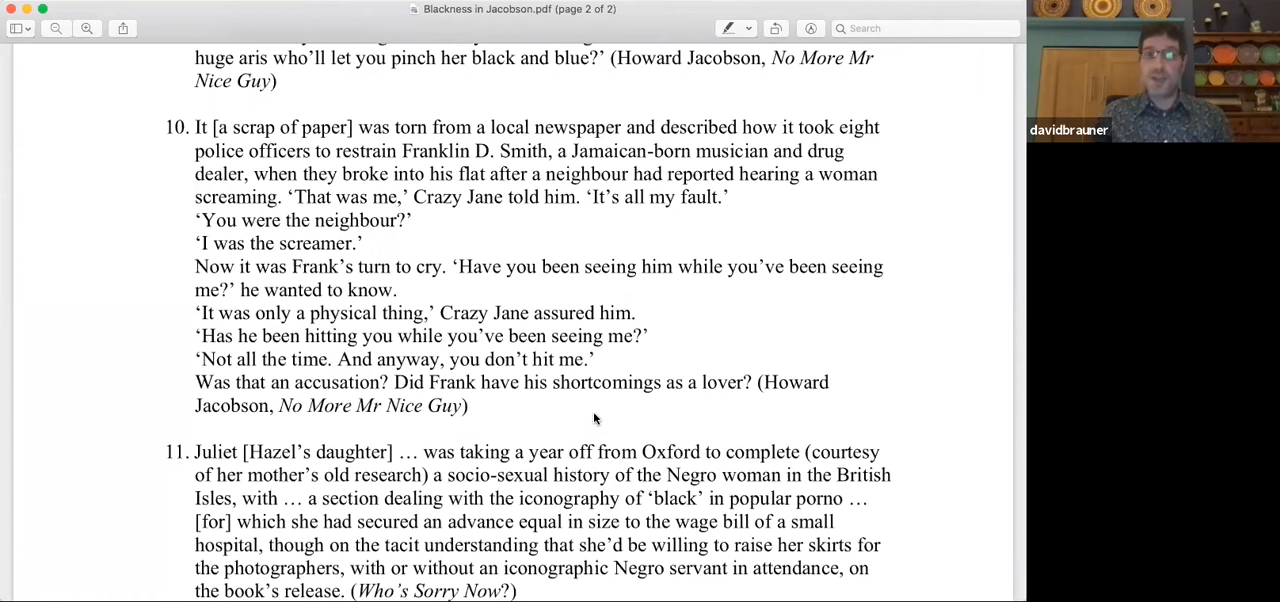 Blackness in Jacobson.pdf (page 2 of 2)
Search
huge aris who’ll let you pinch her black and blue?’ (Howard Jacobson, No More Mr
Nice Guy)
10. It [a scrap of paper] was torn from a local newspaper and described how it took eight
police officers to restrain Franklin D. Smith, a Jamaican-born musician and drug
dealer, when they broke into his flat after a neighbour had reported hearing a woman
screaming. ‘That was me,’ Crazy Jane told him. ‘It’s all my fault.’
‘You were the neighbour?’
‘I was the screamer.’
Now it was Frank’s turn to cry. ‘Have you been seeing him while you’ve been seeing
me?’ he wanted to know.
‘It was only a physical thing,’ Crazy Jane assured him.
‘Has he been hitting you while you’ve been seeing me?’
‘Not all the time. And anyway, you don’t hit me.’
Was that an accusation? Did Frank have his shortcomings as a lover? (Howard
Jacobson, No More Mr Nice Guy)
11. Juliet [Hazel’s daughter] … was taking a year off from Oxford to complete (courtesy
of her mother’s old research) a socio-sexual history of the Negro woman in the British
Isles, with … a section dealing with the iconography of ‘black’ in popular porno …
[for] which she had secured an advance equal in size to the wage bill of a small
hospital, though on the tacit understanding that she’d be willing to raise her skirts for
the photographers, with or without an iconographic Negro servant in attendance, on
the book’s release. (Who’s Sorry Now?)
davidbrauner